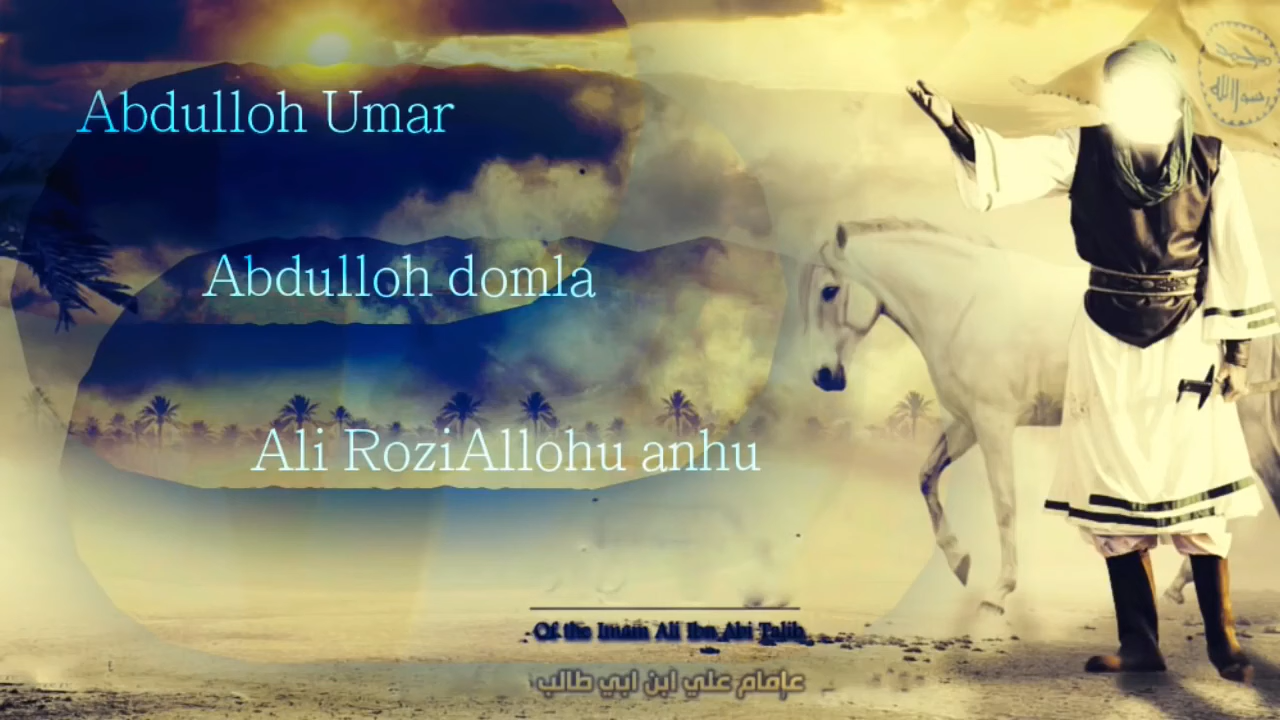 Abdulloh Umar
Abdulloh domla
Ali RoziAllohu anhu
Of the Imam Ali Ibn Abi Talib
عامام علي ابن ابي طالب